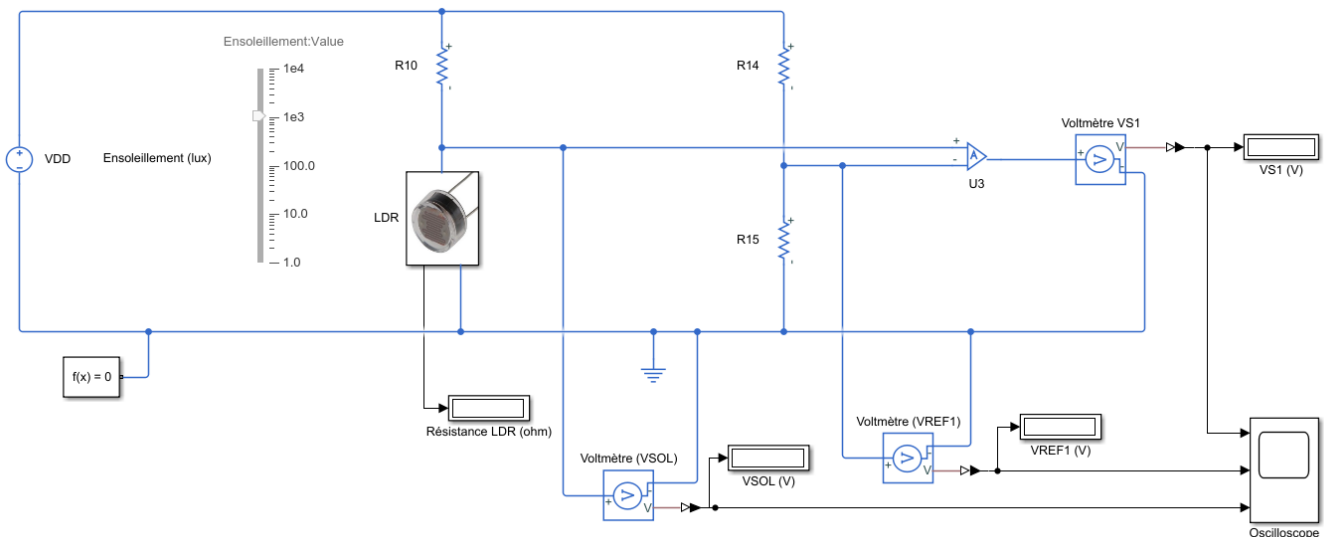 Ensoleillement:Value
1e4
1e3
100.0
10.0
1.0
Ensoleillement (lux)
VDD
+
-
R10
+
-
LDR
R14
+
-
R15
+
-
+
-
A
U3
Voltmètre VS1
+
V
V
-
VS1 (V)
f(x) = 0
Résistance LDR (ohm)
Voltmètre (VSOL)
+
V
-
V
VSOL (V)
Voltmètre (VREF1)
+
V
-
V
VREF1 (V)
Oscilloscope